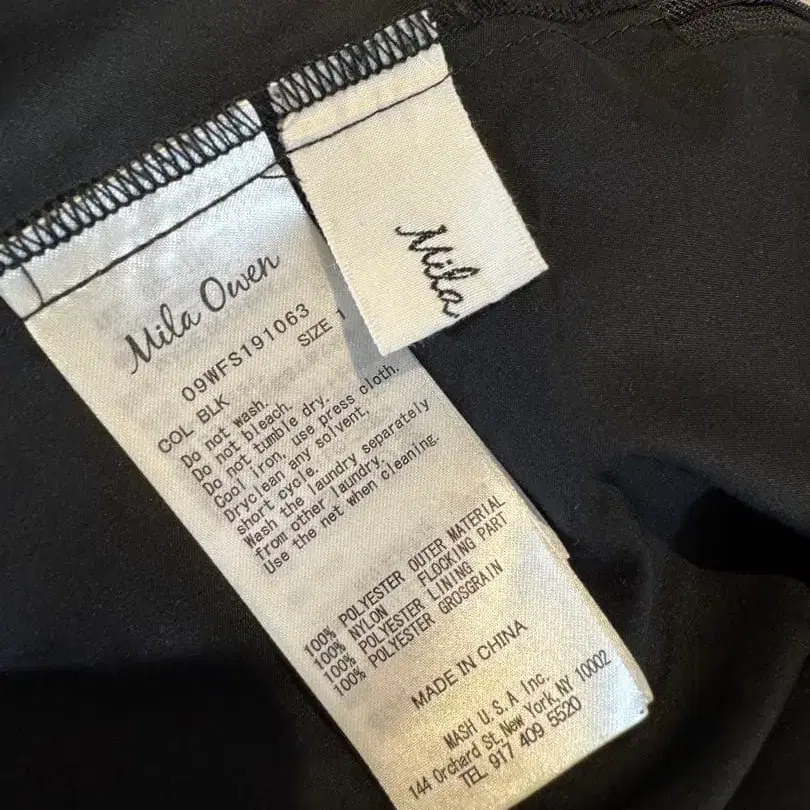 Mila Owen
09WFS191063
SIZE 1
COL BLK
Do not wash.
Do not bleach.
Do not tumble dry.
Cool iron, use press cloth.
Dryclean any solvent,
short cycle.
Wash the laundry separately
from other laundry.
Use the net when cleaning.
100% POLYESTER OUTER MATERIAL
100% NYLON FLOCKING PART
100% POLYESTER LINING
100% POLYESTER GROSGRAIN
MADE IN CHINA
MASH U.S.A Inc.
144 Orchard St.,New York,NY 10002
TEL 917 409 5520
Mila